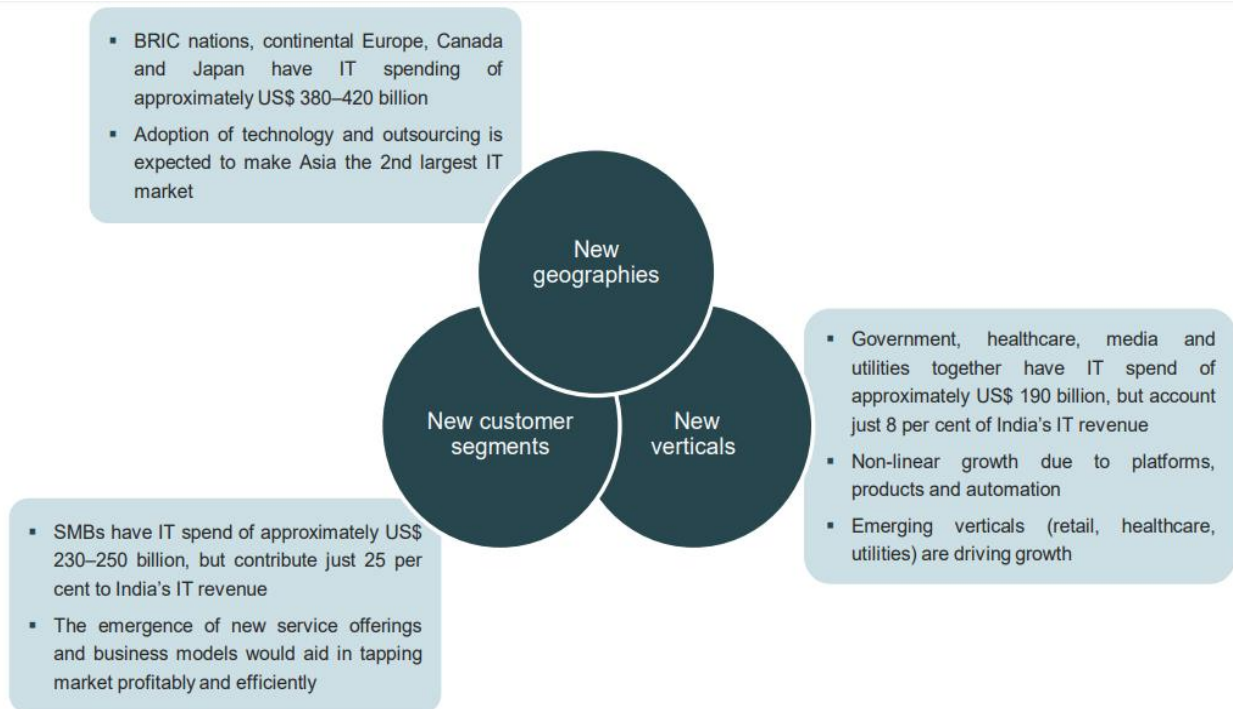 ▪ BRIC nations, continental Europe, Canada
and Japan have IT spending of
approximately US$ 380–420 billion
▪ Adoption of technology and outsourcing is
expected to make Asia the 2nd largest IT
market
New
geographies
New customer
segments
New
verticals
▪ Government, healthcare, media and
utilities together have IT spend of
approximately US$ 190 billion, but account
just 8 per cent of India’s IT revenue
▪ Non-linear growth due to platforms,
products and automation
▪ Emerging verticals (retail, healthcare,
utilities) are driving growth
▪ SMBs have IT spend of approximately US$
230–250 billion, but contribute just 25 per
cent to India’s IT revenue
▪ The emergence of new service offerings
and business models would aid in tapping
market profitably and efficiently